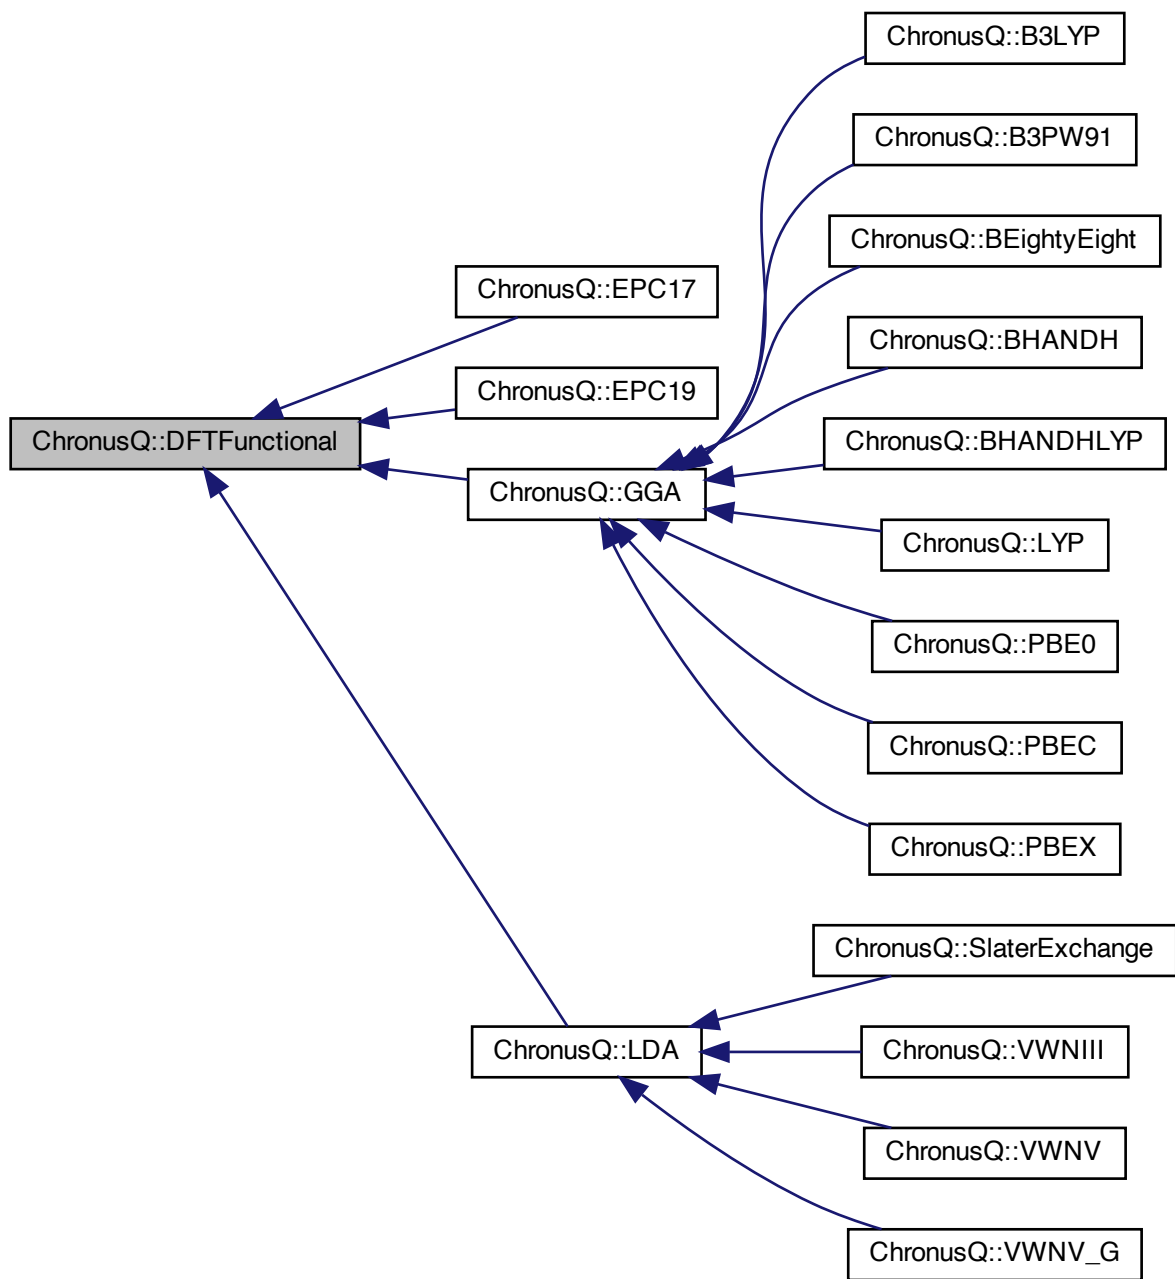 ChronusQ::B3LYP
ChronusQ::B3PW91
ChronusQ::BEightyEight
ChronusQ::EPC17
ChronusQ::BHANDH
ChronusQ::EPC19
ChronusQ::DFTFunctional
ChronusQ::BHANDHLYP
ChronusQ::GGA
ChronusQ::LYP
ChronusQ::PBE0
ChronusQ::PBEC
ChronusQ::PBEX
ChronusQ::SlaterExchange
ChronusQ::LDA
ChronusQ::VWNIII
ChronusQ::VWNV
ChronusQ::VWNV_G